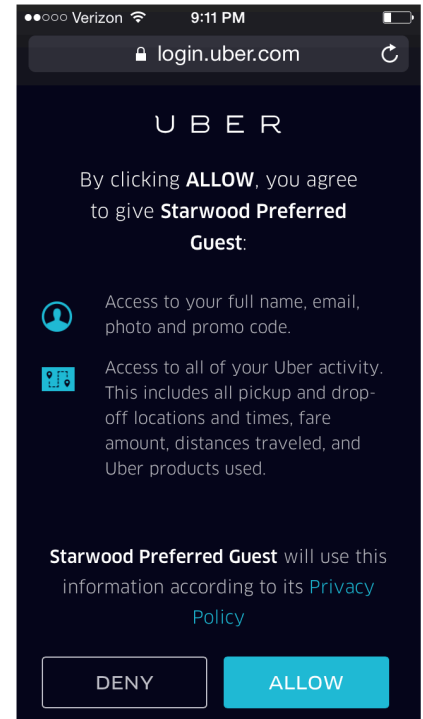 Verizon 9:11 PM
login.uber.com
UBER
By clicking ALLOW, you agree
to give Starwood Preferred
Guest:
Access to your full name, email,
photo and promo code.
Access to all of your Uber activity.
This includes all pickup and drop-
off locations and times, fare
amount, distances traveled, and
Uber products used.
Starwood Preferred Guest will use this
information according to its Privacy
Policy
DENY ALLOW